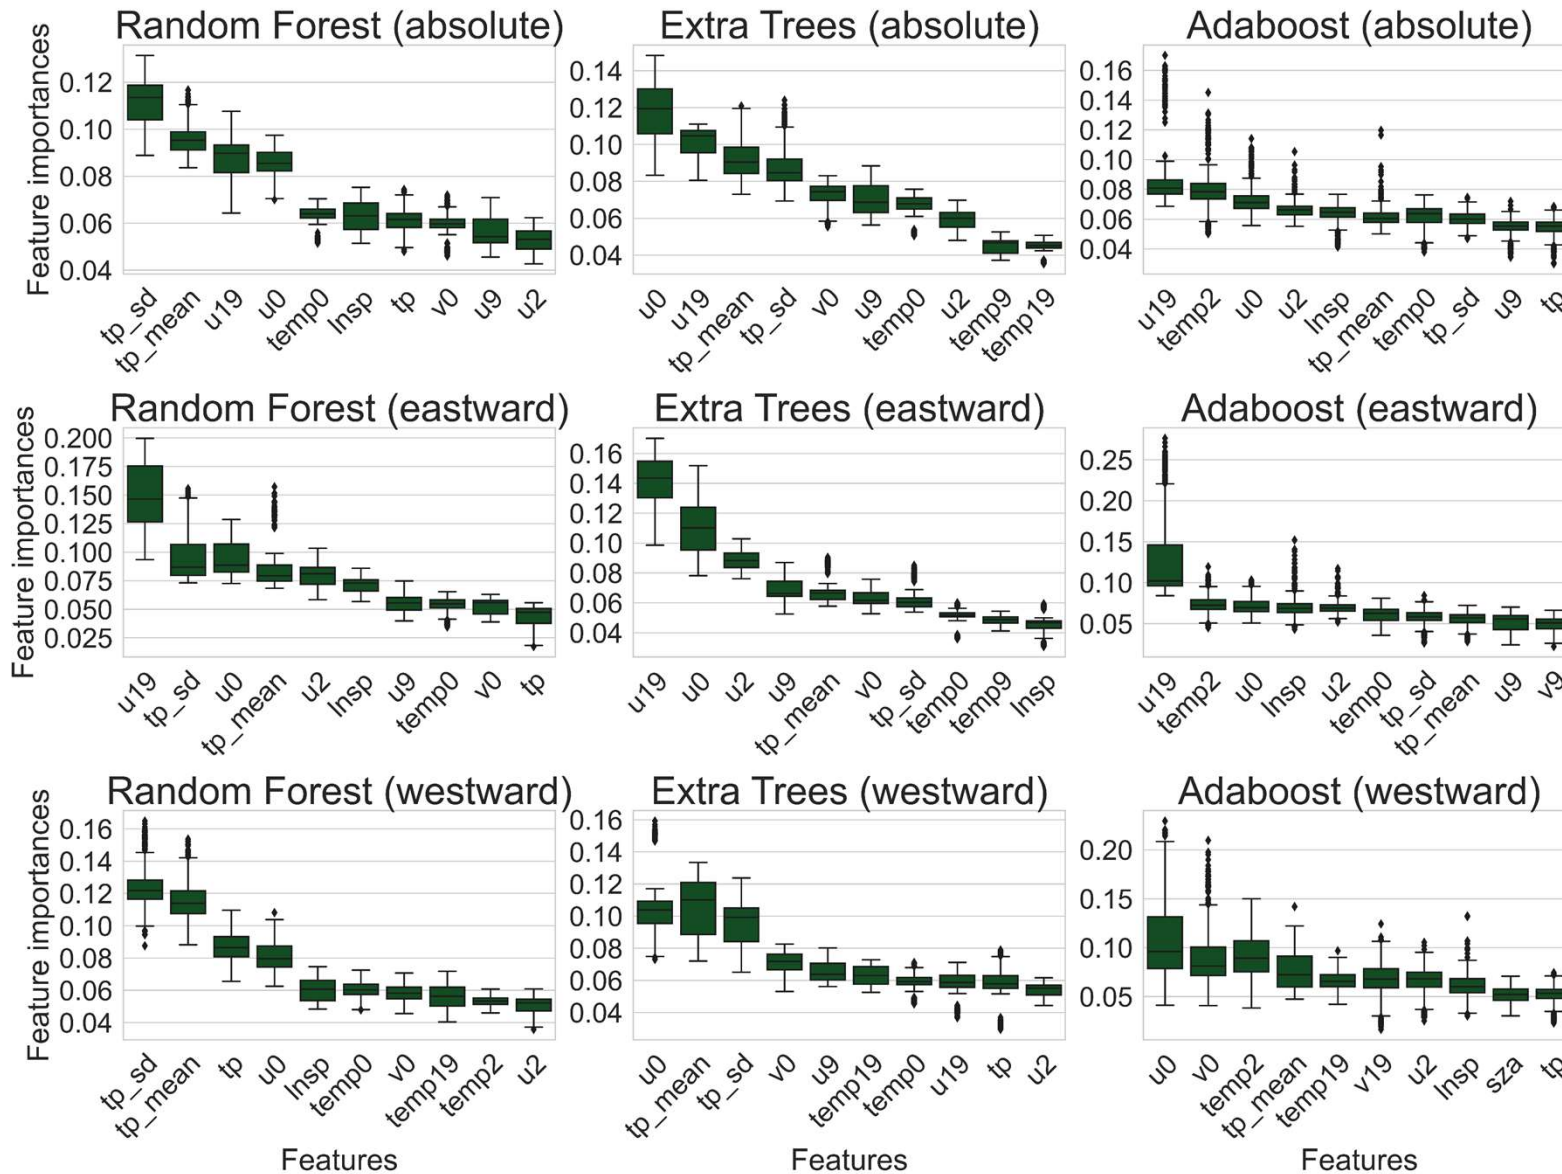 Random Forest (absolute)
Feature importances
0.12
0.10
0.08
0.06
0.04
tp_sd
tp_mean
u19
u0
temp0
lnsp
tp
v0
u9
u2
Extra Trees (absolute)
0.14
0.12
0.10
0.08
0.06
0.04
u0
u19
tp_mean
tp_sd
v0
u9
temp0
u2
temp9
temp19
Adaboost (absolute)
0.16
0.14
0.12
0.10
0.08
0.06
0.04
u19
temp2
u0
u2
lnsp
tp_mean
temp0
tp_sd
u9
tp
Random Forest (eastward)
Feature importances
0.200
0.175
0.150
0.125
0.100
0.075
0.050
0.025
u19
tp_sd
u0
tp_mean
u2
lnsp
u9
temp0
v0
tp
Extra Trees (eastward)
0.16
0.14
0.12
0.10
0.08
0.06
0.04
u19
u0
u2
u9
tp_mean
v0
tp_sd
temp0
temp9
lnsp
Adaboost (eastward)
0.25
0.20
0.15
0.10
0.05
u19
temp2
u0
lnsp
u2
temp0
tp_sd
tp_mean
u9
v9
Random Forest (westward)
Feature importances
0.16
0.14
0.12
0.10
0.08
0.06
0.04
tp_sd
tp_mean
tp
u0
lnsp
temp0
v0
temp19
temp2
u2
Features
Extra Trees (westward)
0.16
0.14
0.12
0.10
0.08
0.06
0.04
u0
tp_mean
tp_sd
v0
u9
temp19
temp0
u19
tp
u2
Features
Adaboost (westward)
0.20
0.15
0.10
0.05
u0
v0
temp2
tp_mean
temp19
v19
u2
lnsp
sza
tp
Features